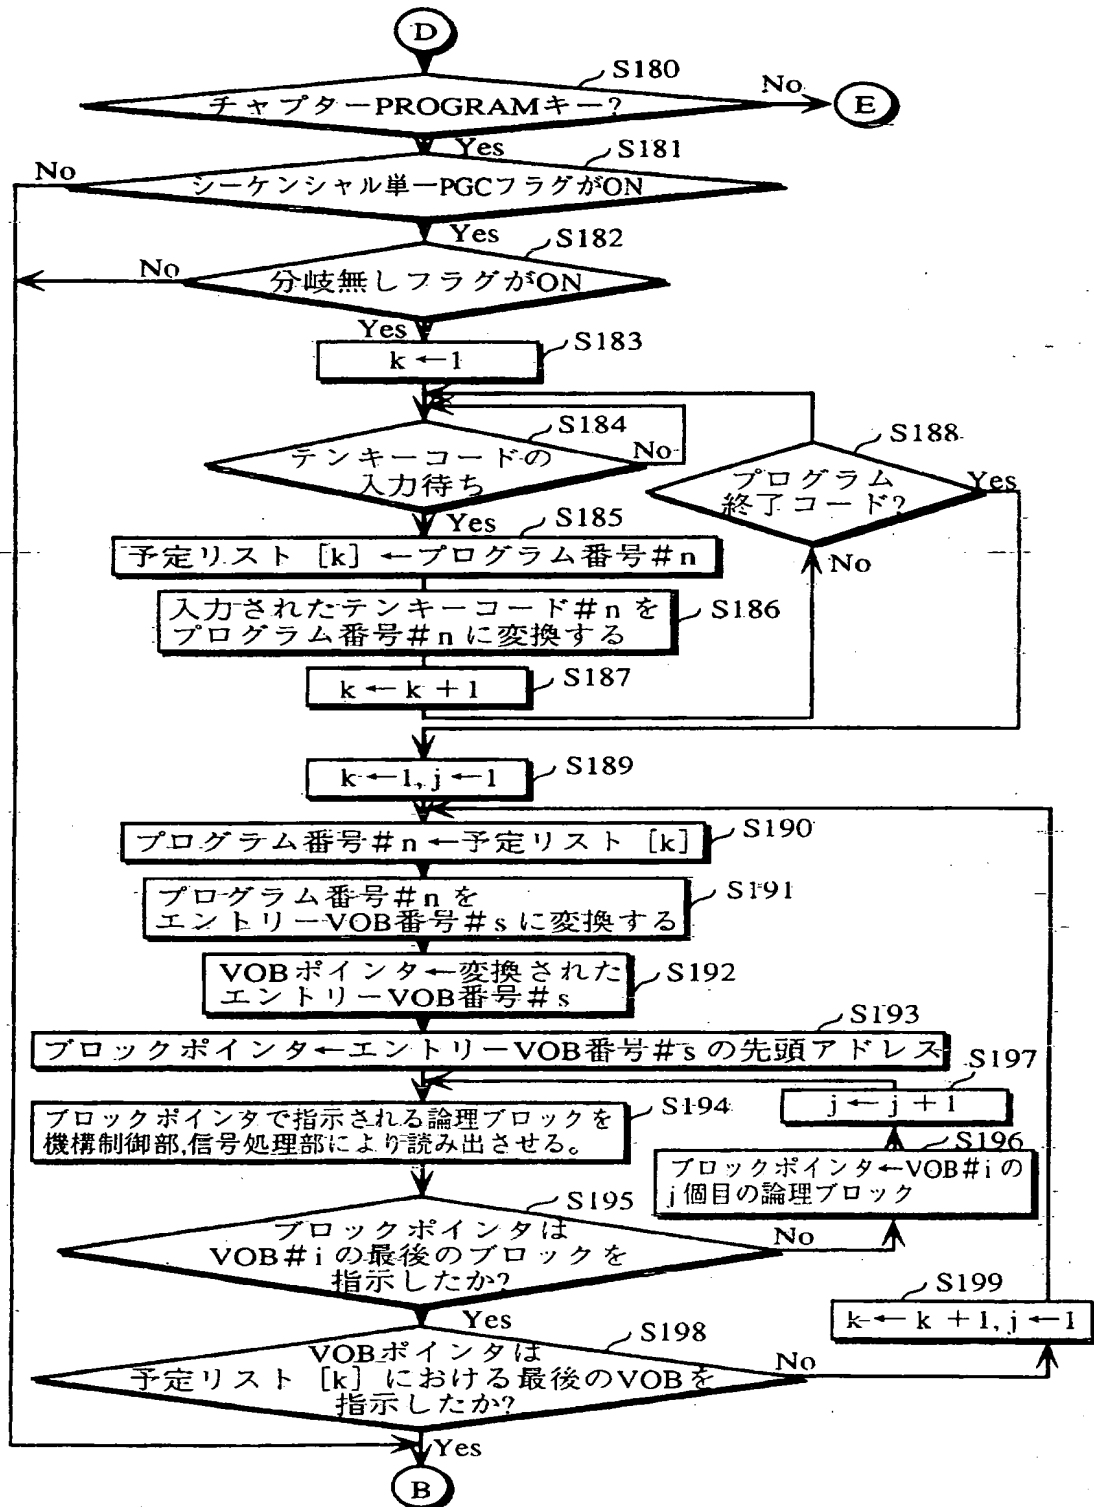 D
S180
チャプターPROGRAMキー?
No
E
Yes
S181
No
シーケンシャル単一PGCフラグがON
Yes
S182
No
分岐無しフラグがON
Yes
S183
k←1
S184
テンキーコードの
入力待ち
No
S188
プログラム
終了コード?
Yes
No
Yes
S185
予定リスト [k]←プログラム番号#n
S186
入力されたテンキーコード#nを
プログラム番号#nに変換する
S187
k←k+1
S189
k←1, j←1
S190
プログラム番号#n←予定リスト [k]
S191
プログラム番号#nを
エントリーVOB番号#sに変換する
S192
VOBポインタ←変換された
エントリーVOB番号#s
S193
ブロックポインタ←エントリーVOB番号#sの先頭アドレス
S197
j←j+1
S194
ブロックポインタで指示される論理ブロックを
機構制御部,信号処理部により読み出させる。
S196
ブロックポインタ←VOB#iの
j個目の論理ブロック
S195
ブロックポインタは
VOB#iの最後のブロックを
指示したか?
No
Yes
S199
k←k+1, j←1
S198
VOBポインタは
予定リスト [k]における最後のVOBを
指示したか?
No
Yes
B